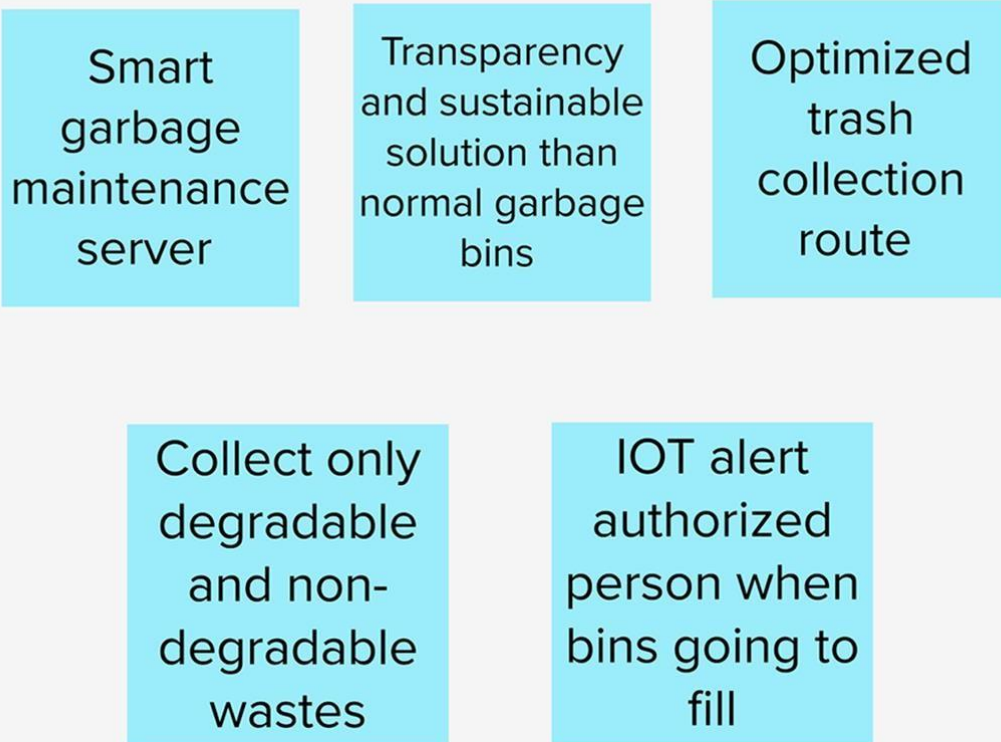 Smart
garbage
maintenance
server
Transparency
and sustainable
solution than
normal garbage
bins
Optimized
trash
collection
route
Collect only
degradable
and non-
degradable
wastes
IOT alert
authorized
person when
bins going to
fill